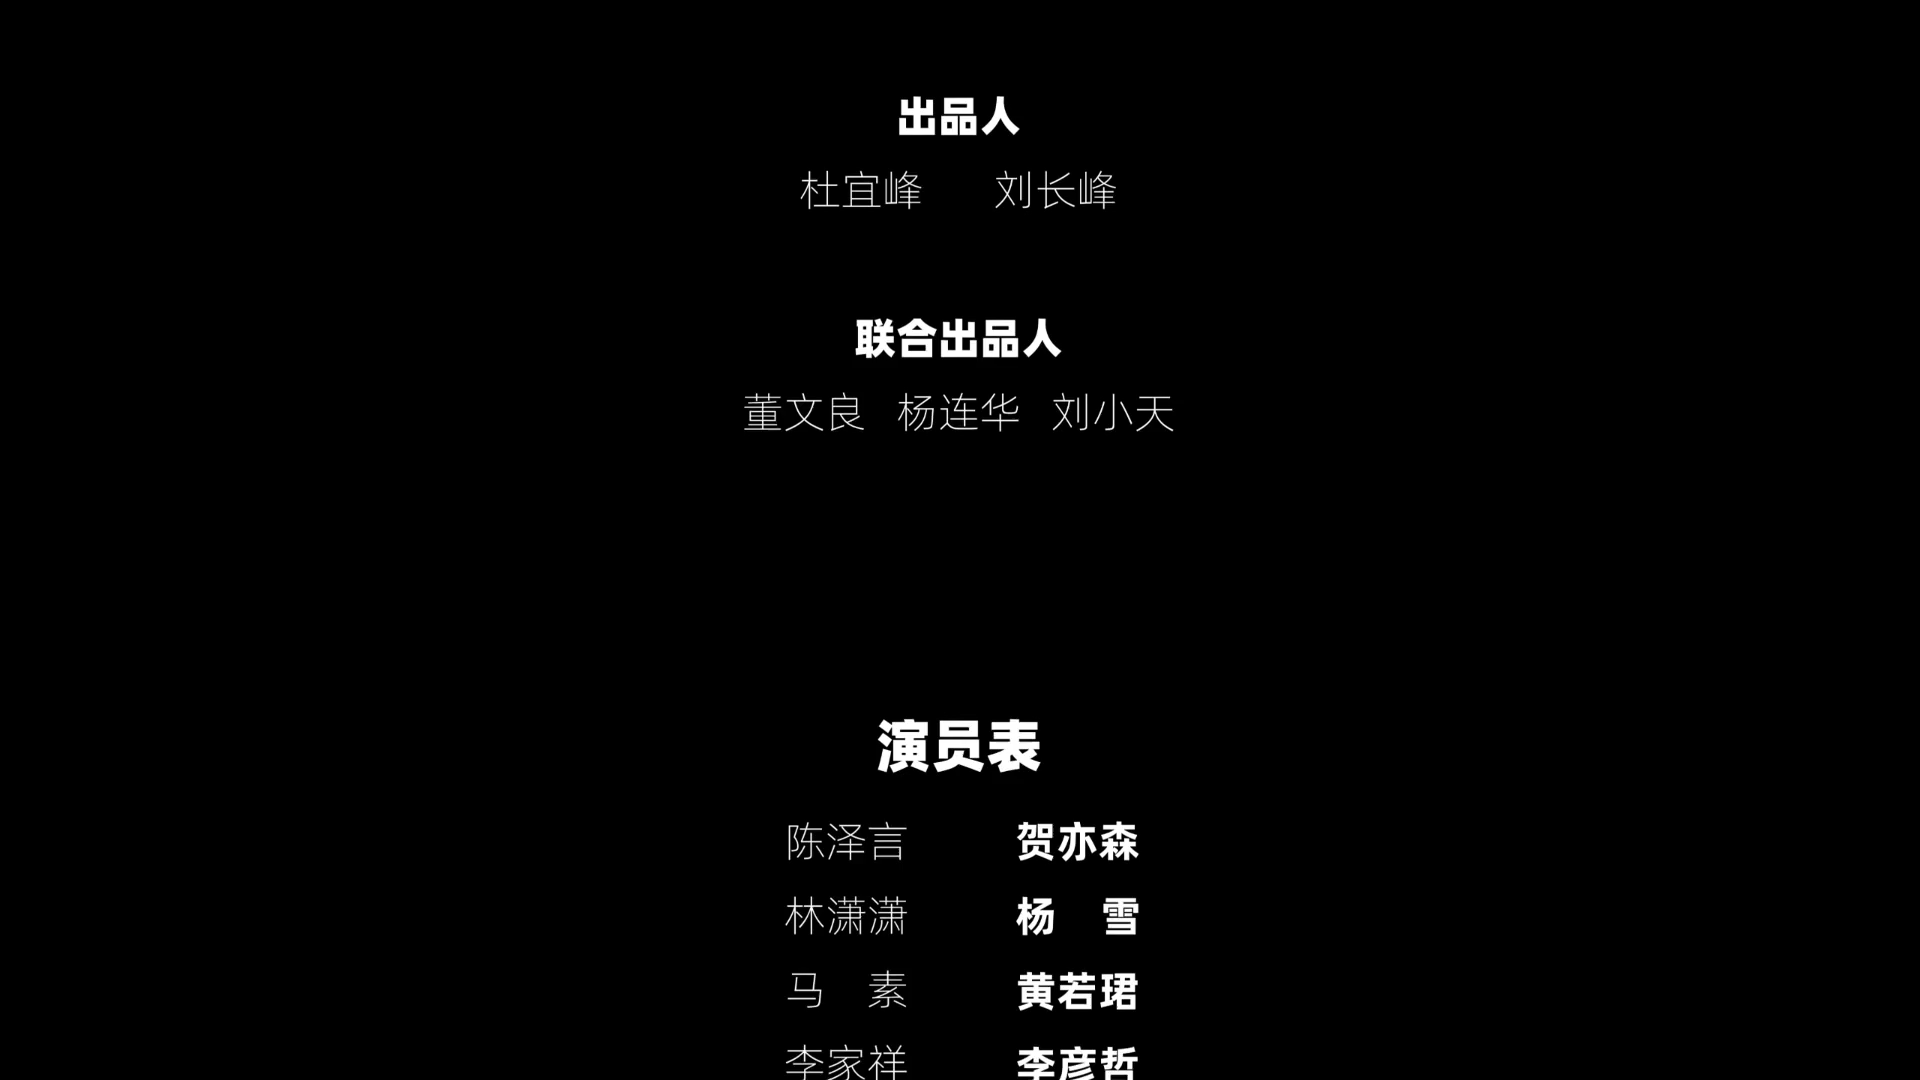 出品人
杜宜峰 刘长峰
联合出品人
董文良 杨连华 刘小天
演员表
陈泽言 贺亦森
林潇潇 杨 雪
马 素 黄若珺
李家祥 李彦哲